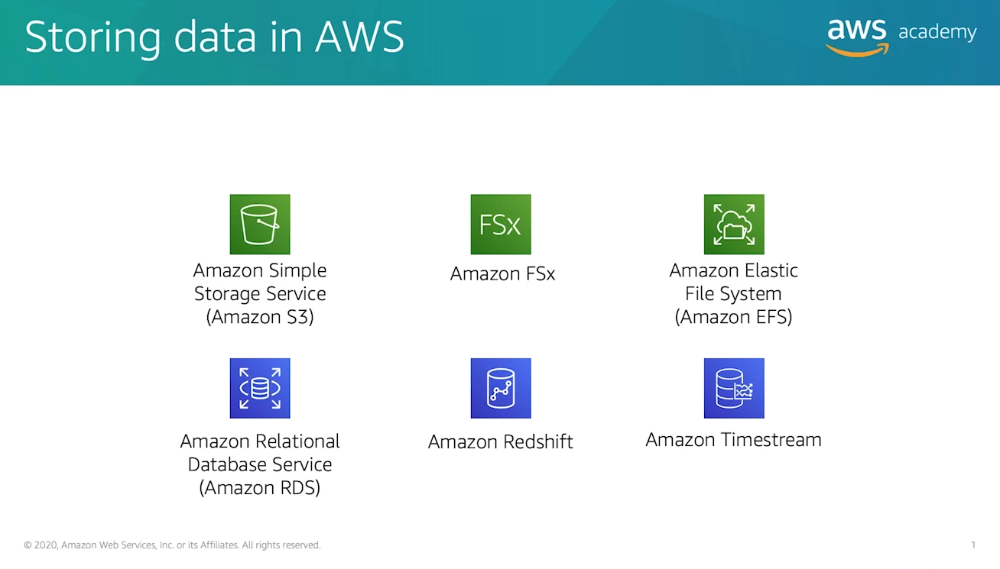 Storing data in AWS
aws academy
FSx
Amazon Simple
Storage Service
(Amazon S3)
Amazon FSx
Amazon Elastic
File System
(Amazon EFS)
Amazon Relational
Database Service
(Amazon RDS)
Amazon Redshift
Amazon Timestream
© 2020, Amazon Web Services, Inc. or its Affiliates. All rights reserved.
1